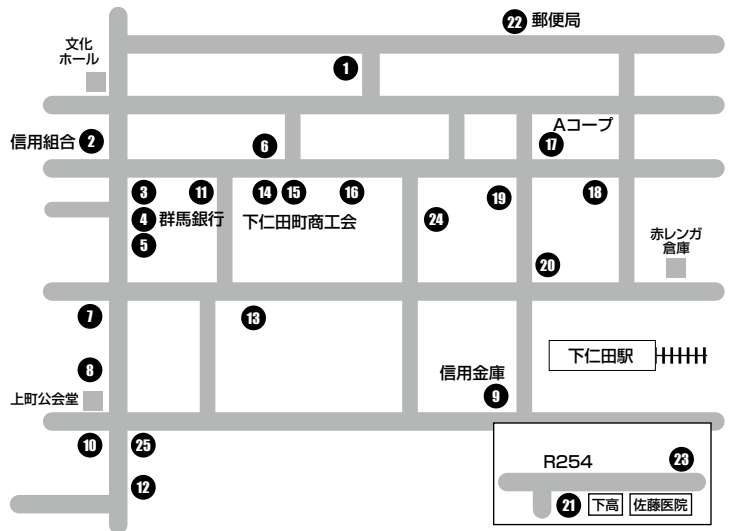 22 郵便局
文化
ホール
1
信用組合 2
6
Aコープ
17
3
11
14
15
16
19
18
4 群馬銀行
下仁田町商工会
24
5
赤レンガ
倉庫
20
7
13
下仁田駅
8
信用金庫
9
上町公会堂
10
25
12
R254
23
21 下高 佐藤医院